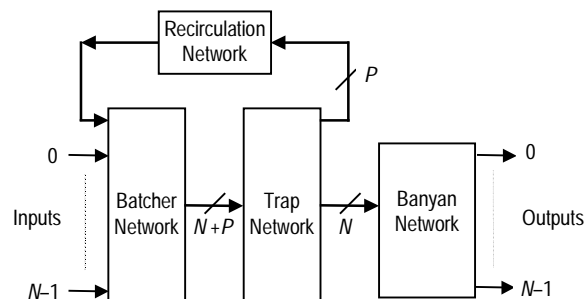 Recirculation
Network
P
0
Inputs
N–1
Batcher
Network
N+P
Trap
Network
N
Banyan
Network
0
Outputs
N–1